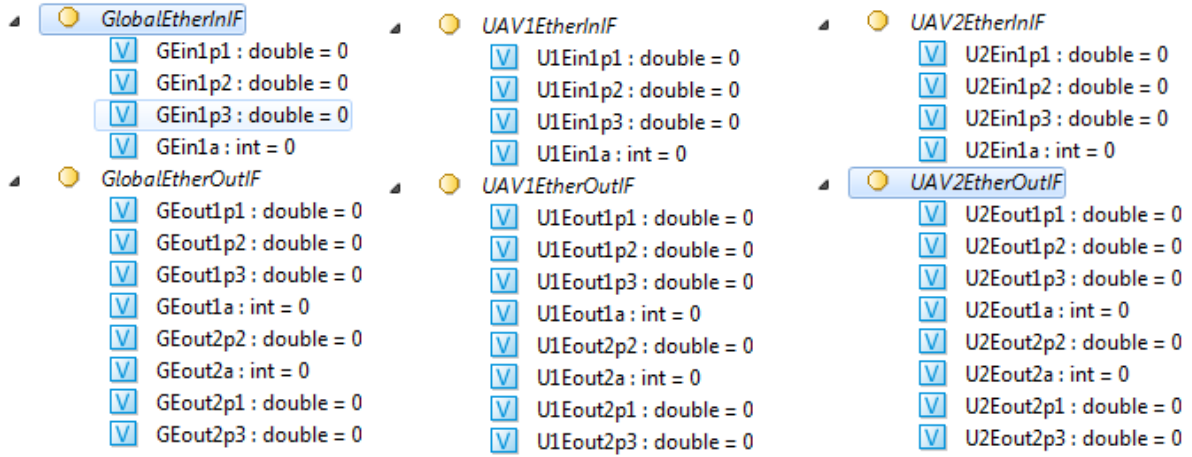 GlobalEtherInIF
V GEin1p1 : double = 0
V GEin1p2 : double = 0
V GEin1p3 : double = 0
V GEin1a : int = 0
GlobalEtherOutIF
V GEout1p1 : double = 0
V GEout1p2 : double = 0
V GEout1p3 : double = 0
V GEout1a : int = 0
V GEout2p2 : double = 0
V GEout2a : int = 0
V GEout2p1 : double = 0
V GEout2p3 : double = 0
UAV1EtherInIF
V U1Ein1p1 : double = 0
V U1Ein1p2 : double = 0
V U1Ein1p3 : double = 0
V U1Ein1a : int = 0
UAV1EtherOutIF
V U1Eout1p1 : double = 0
V U1Eout1p2 : double = 0
V U1Eout1p3 : double = 0
V U1Eout1a : int = 0
V U1Eout2p2 : double = 0
V U1Eout2a : int = 0
V U1Eout2p1 : double = 0
V U1Eout2p3 : double = 0
UAV2EtherInIF
V U2Ein1p1 : double = 0
V U2Ein1p2 : double = 0
V U2Ein1p3 : double = 0
V U2Ein1a : int = 0
UAV2EtherOutIF
V U2Eout1p1 : double = 0
V U2Eout1p2 : double = 0
V U2Eout1p3 : double = 0
V U2Eout1a : int = 0
V U2Eout2p2 : double = 0
V U2Eout2a : int = 0
V U2Eout2p1 : double = 0
V U2Eout2p3 : double = 0